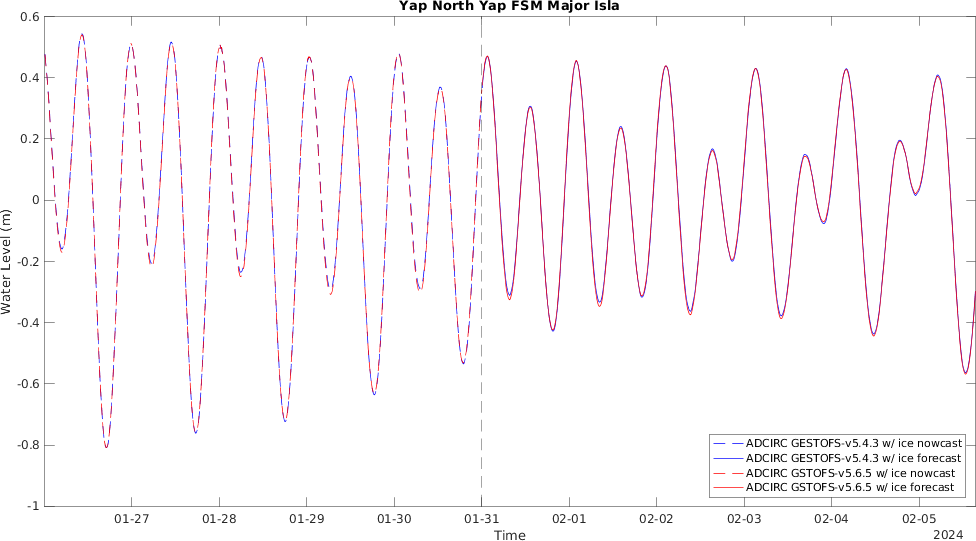 Yap North Yap FSM Major Isla
0.6
0.4
0.2
0
-0.2
-0.4
-0.6
-0.8
-1
Water Level (m)
ADCIRC GESTOFS-v5.4.3 w/ ice nowcast
ADCIRC GESTOFS-v5.4.3 w/ ice forecast
ADCIRC GSTOFS-v5.6.5 w/ ice nowcast
ADCIRC GSTOFS-v5.6.5 w/ ice forecast
01-27 01-28 01-29 01-30 01-31 02-01 02-02 02-03 02-04 02-05
Time
2024